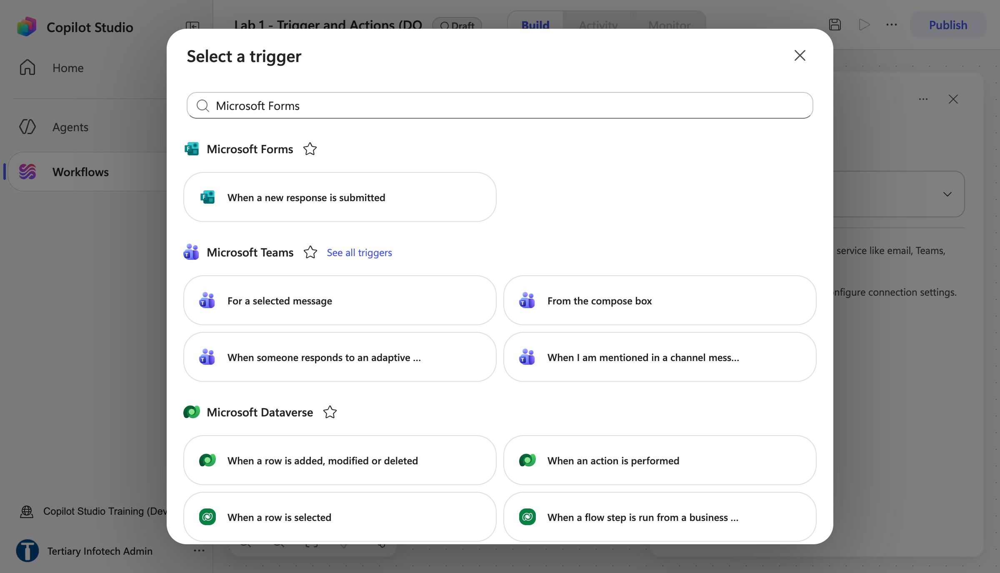 Copilot Studio
Lab 1 - Trigger and Actions (DO
Draft
Build
Activity
Monitor
Publish
Home
Agents
Workflows
Select a trigger
Microsoft Forms
Microsoft Forms
When a new response is submitted
Microsoft Teams
See all triggers
For a selected message
From the compose box
When someone responds to an adaptive ...
When I am mentioned in a channel mess...
Microsoft Dataverse
When a row is added, modified or deleted
When an action is performed
When a row is selected
When a flow step is run from a business ...
service like email, Teams,
nfigure connection settings.
Copilot Studio Training (Dev
Tertiary Infotech Admin